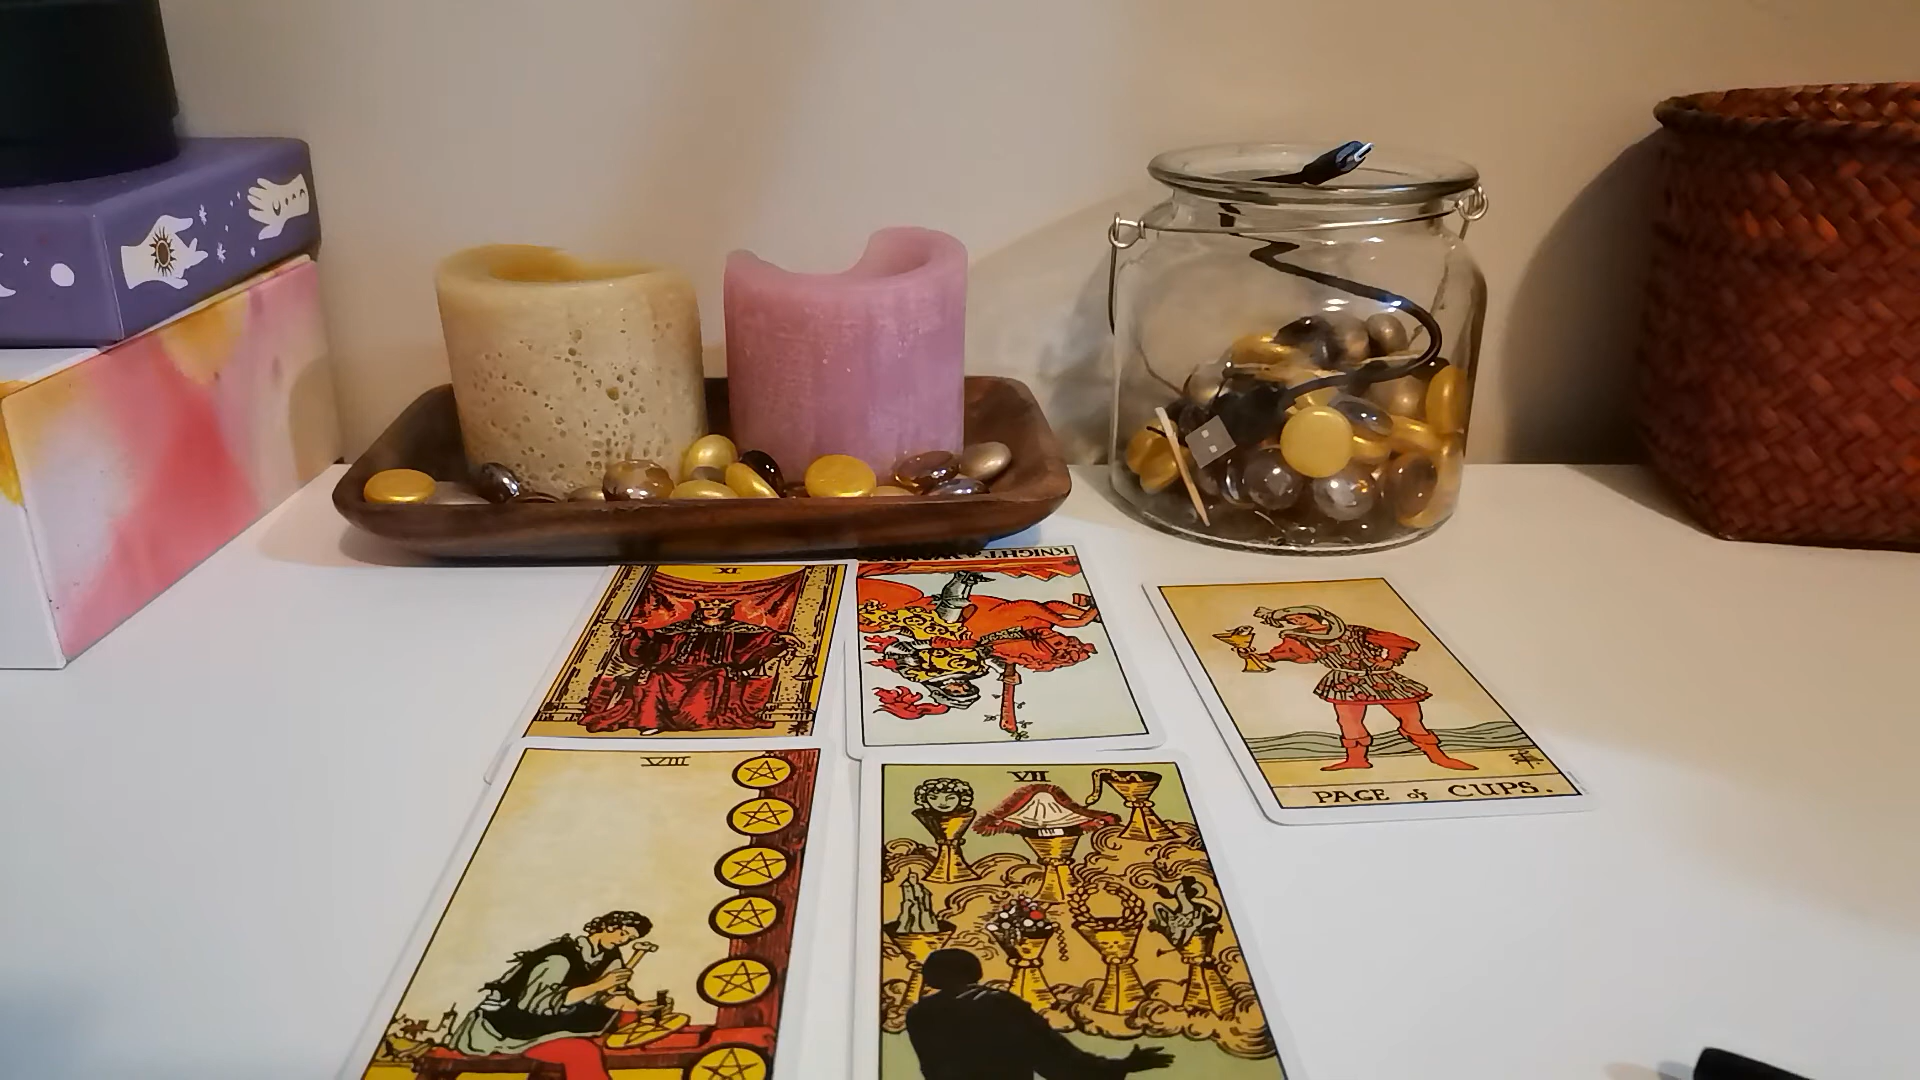 XI
KNIGHT of WANDS
PAGE of CUPS.
VIII
VII